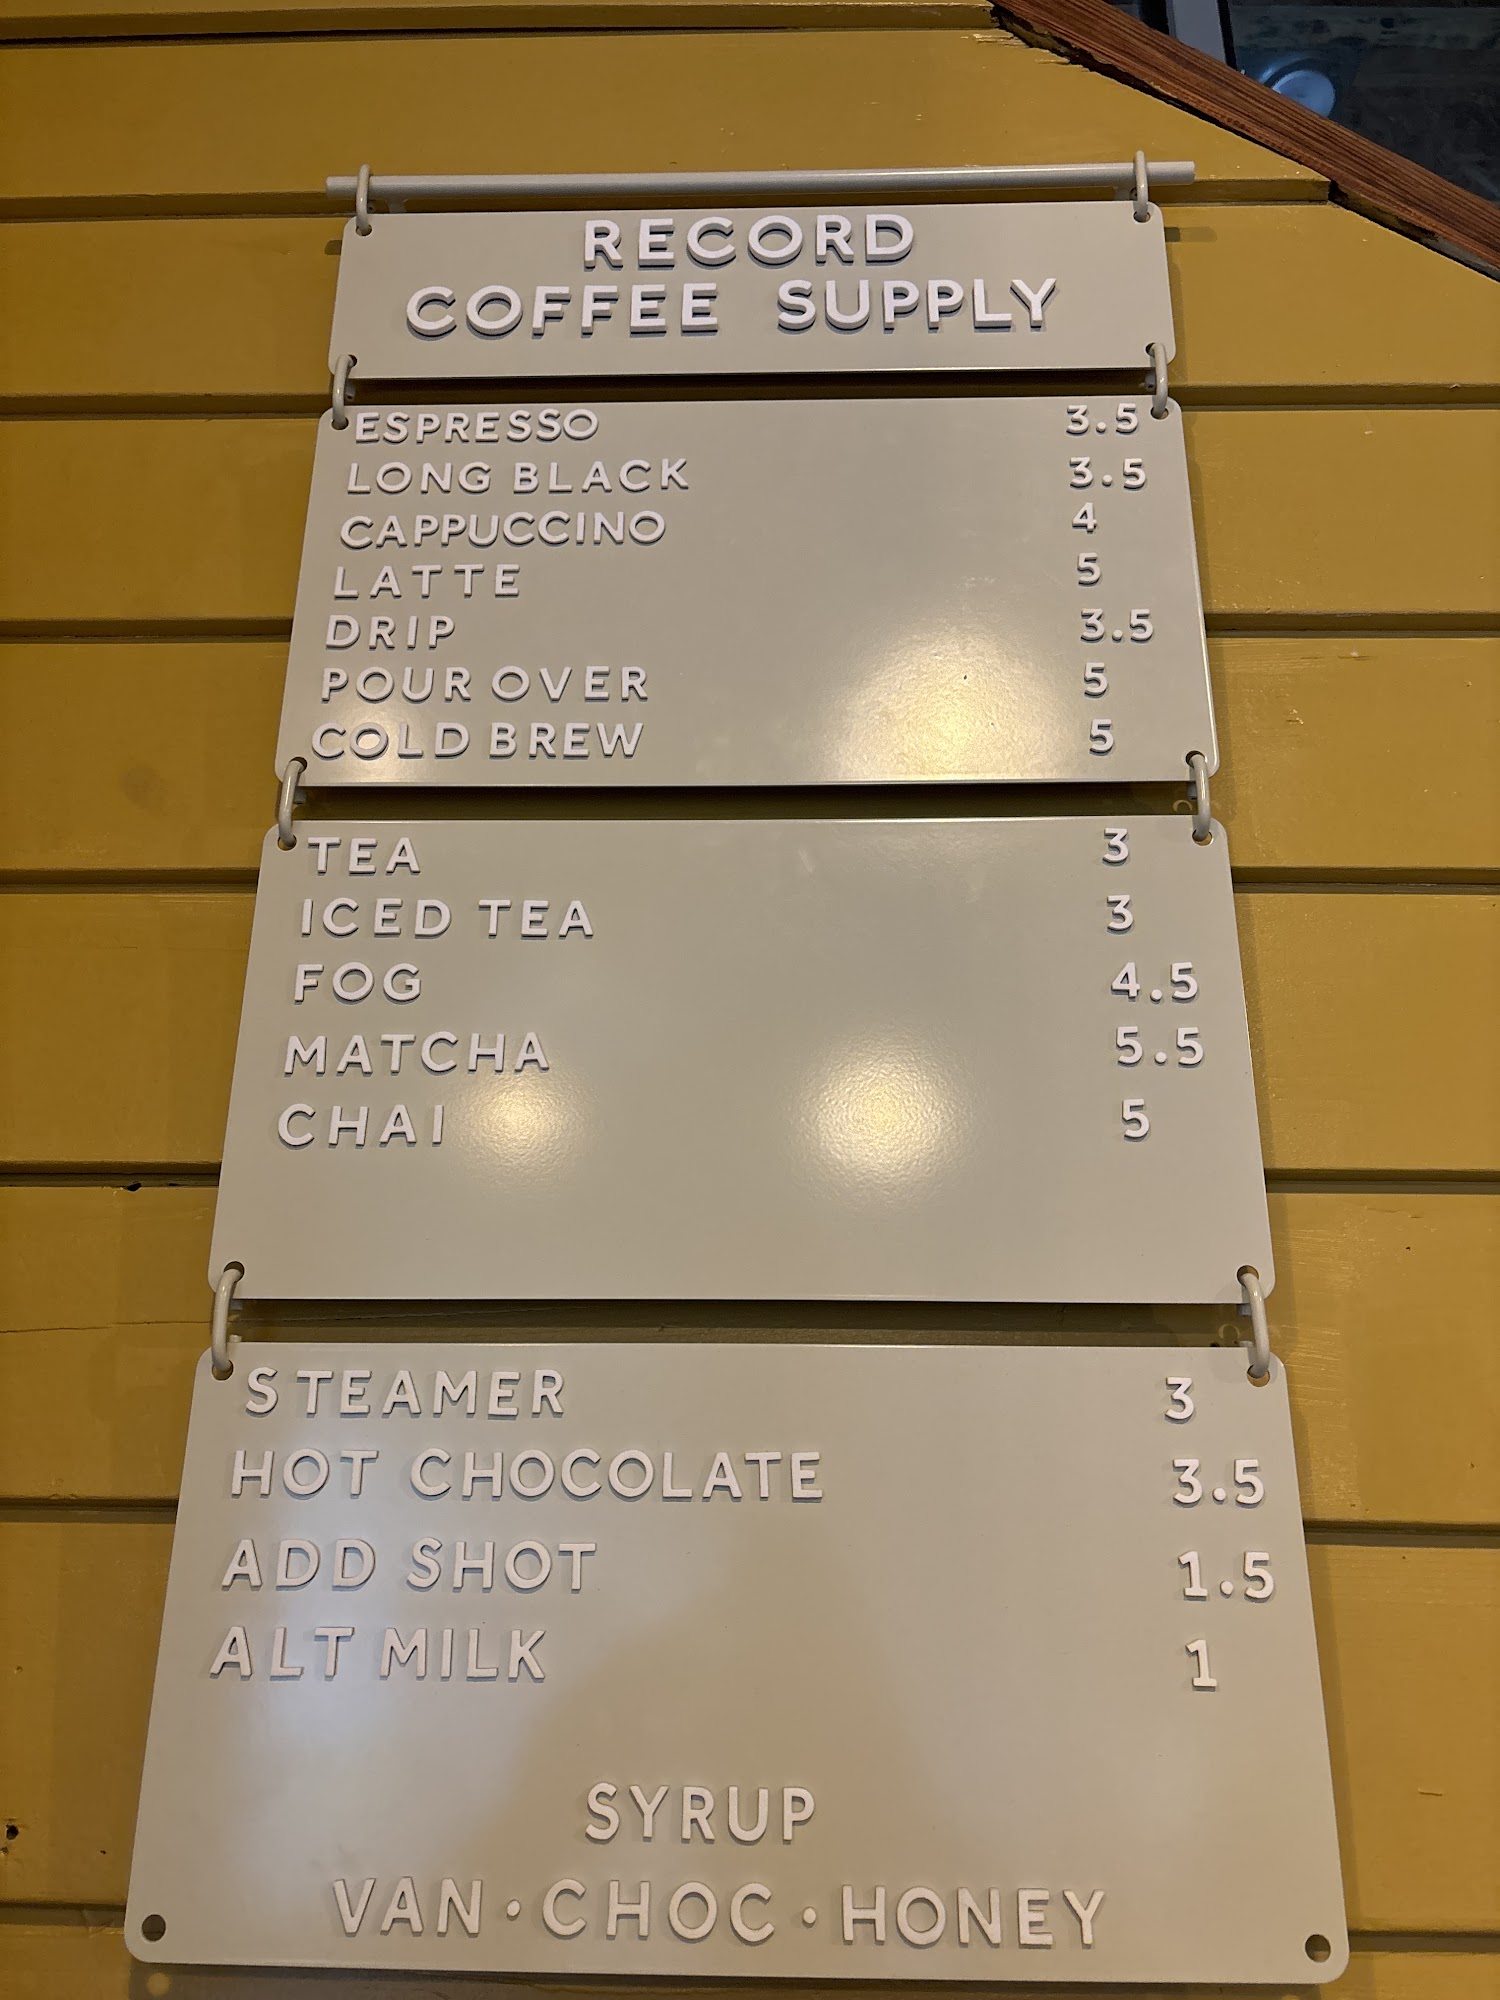 RECORD
COFFEE SUPPLY
ESPRESSO 3.5
LONG BLACK 3.5
CAPPUCCINO 4
LATTE 5
DRIP 3.5
POUR OVER 5
COLD BREW 5
TEA 3
ICED TEA 3
FOG 4.5
MATCHA 5.5
CHAI 5
STEAMER 3
HOT CHOCOLATE 3.5
ADD SHOT 1.5
ALT MILK 1
SYRUP
VAN · CHOC · HONEY